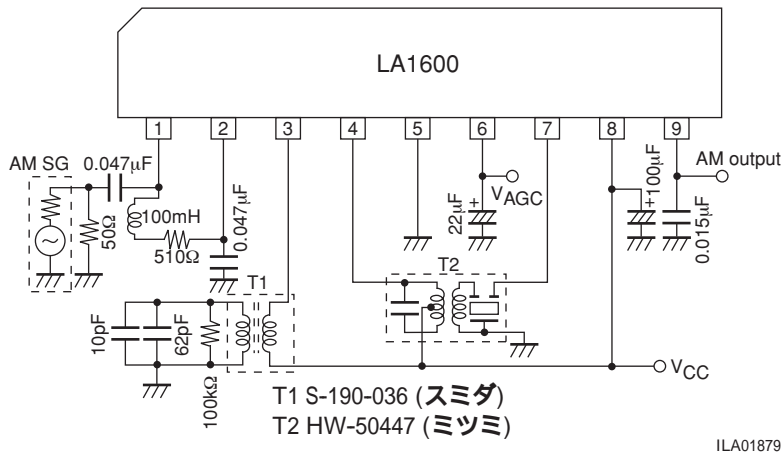 LA1600
1 2 3 4 5 6 7 8 9
AM SG
0.047μF
50Ω
100mH
510Ω
0.047μF
22μF
+
VAGC
+
100μF
0.015μF
AM output
T1
T2
10pF
62pF
100kΩ
VCC
T1 S-190-036 (スミダ)
T2 HW-50447 (ミツミ)
ILA01879